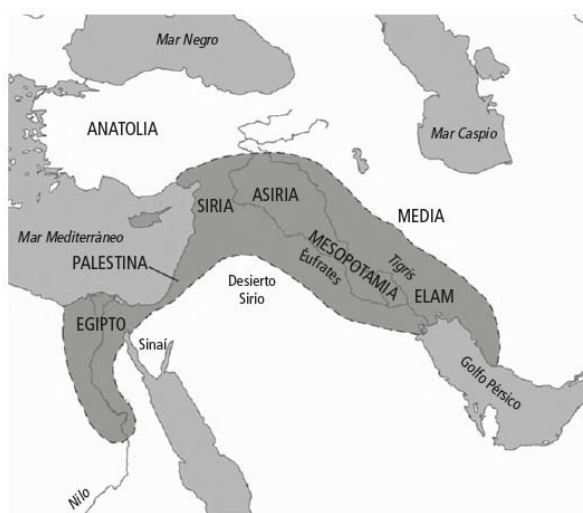 Mar Negro
Mar Caspio
ANATOLIA
ASIRIA
SIRIA
MEDIA
Mar Mediterràneo
MESOPOTAMIA
Tigris
PALESTINA
Éufrates
Desierto
Sirio
ELAM
EGIPTO
Sinaí
Golfo Pérsico
Nilo